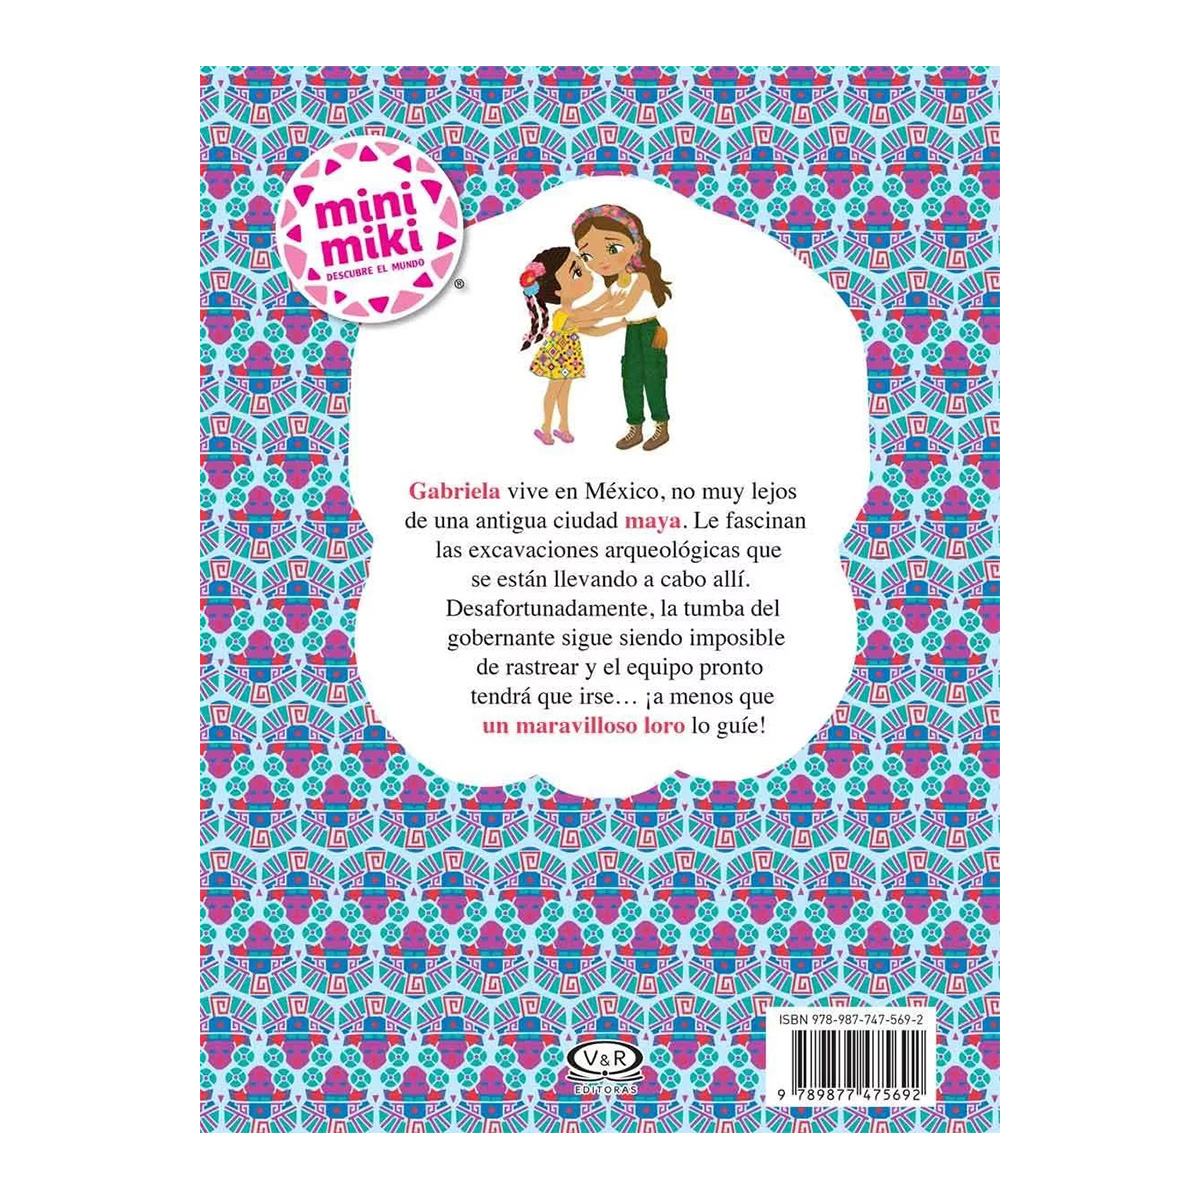 mini
miki
DESCUBRE EL MUNDO
®
Gabriela vive en México, no muy lejos
de una antigua ciudad maya. Le fascinan
las excavaciones arqueológicas que
se están llevando a cabo allí.
Desafortunadamente, la tumba del
gobernante sigue siendo imposible
de rastrear y el equipo pronto
tendrá que irse… ¡a menos que
un maravilloso loro lo guíe!
V&R
EDITORAS
ISBN 978-987-747-569-2
9 789877 475692